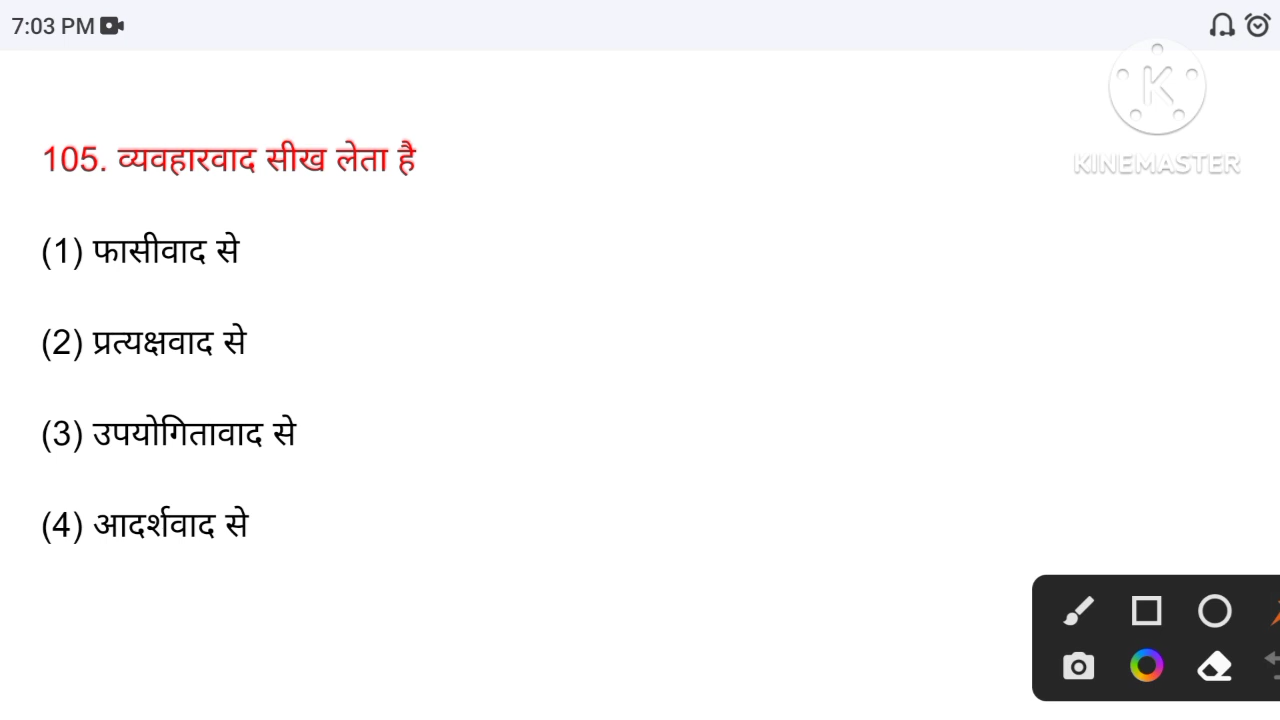 7:03 PM
KINEMASTER
105. व्यवहारवाद सीख लेता है
(1) फासीवाद से
(2) प्रत्यक्षवाद से
(3) उपयोगितावाद से
(4) आदर्शवाद से